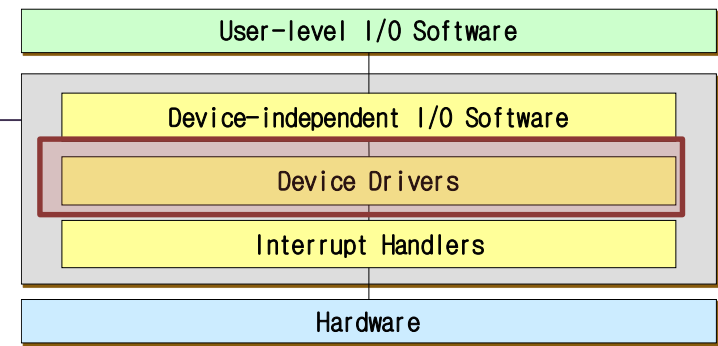 User-level I/O Software
Device-independent I/O Software
Device Drivers
Interrupt Handlers
Hardware